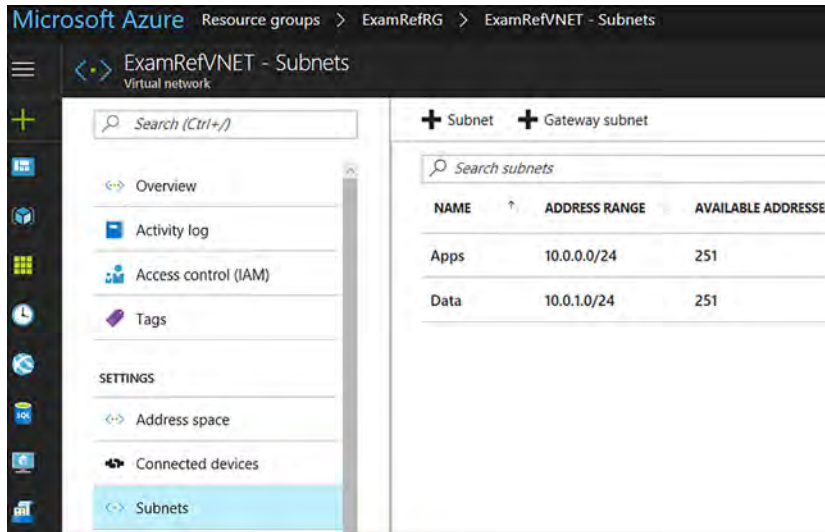 Microsoft Azure Resource groups > ExamRefRG > ExamRefVNET - Subnets
ExamRefVNET - Subnets
Virtual network
Search (Ctrl+/)
Overview
Activity log
Access control (IAM)
Tags
SETTINGS
Address space
Connected devices
Subnets
Subnet Gateway subnet
Search subnets
NAME ↑ ADDRESS RANGE AVAILABLE ADDRESSE
Apps 10.0.0.0/24 251
Data 10.0.1.0/24 251